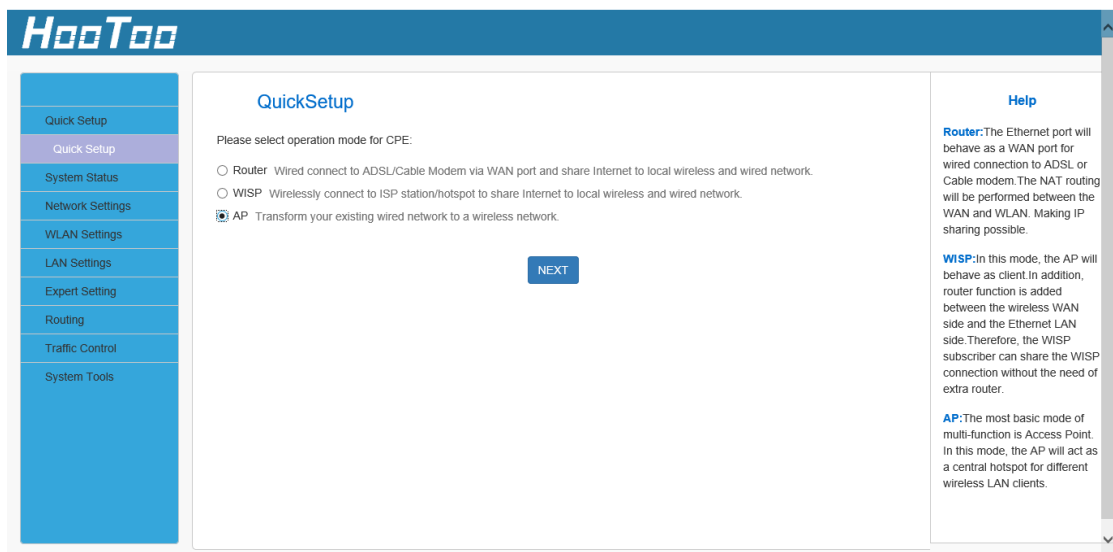 HooToo
Quick Setup
Quick Setup
System Status
Network Settings
WLAN Settings
LAN Settings
Expert Setting
Routing
Traffic Control
System Tools
QuickSetup
Please select operation mode for CPE:
Router Wired connect to ADSL/Cable Modem via WAN port and share Internet to local wireless and wired network.
WISP Wirelessly connect to ISP station/hotspot to share Internet to local wireless and wired network.
AP Transform your existing wired network to a wireless network.
NEXT
Help
Router:The Ethernet port will
behave as a WAN port for
wired connection to ADSL or
Cable modem.The NAT routing
will be performed between the
WAN and WLAN. Making IP
sharing possible.
WISP:In this mode, the AP will
behave as client.In addition,
router function is added
between the wireless WAN
side and the Ethernet LAN
side.Therefore, the WISP
subscriber can share the WISP
connection without the need of
extra router.
AP:The most basic mode of
multi-function is Access Point.
In this mode, the AP will act as
a central hotspot for different
wireless LAN clients.